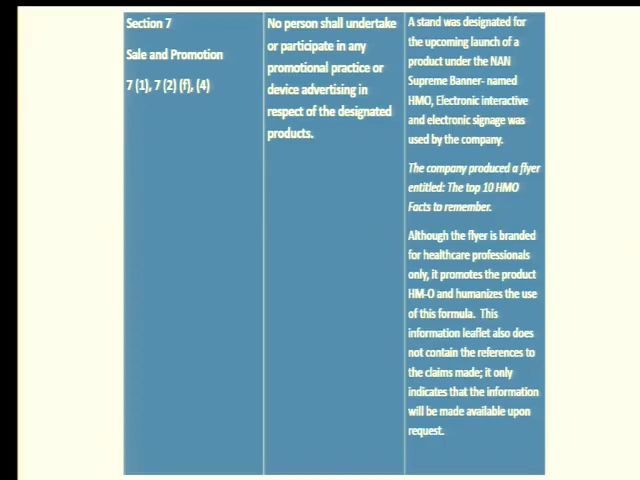 Section 7
Sale and Promotion
7 (1), 7 (2) (f), (4)
No person shall undertake
or participate in any
promotional practice or
device advertising in
respect of the designated
products.
A stand was designated for
the upcoming launch of a
product under the NAN
Supreme Banner- named
HMO, Electronic interactive
and electronic signage was
used by the company.
The company produced a flyer
entitled: The top 10 HMO
Facts to remember.
Although the flyer is branded
for healthcare professionals
only, it promotes the product
HM-O and humanizes the use
of this formula. This
information leaflet also does
not contain the references to
the claims made; it only
indicates that the information
will be made available upon
request.